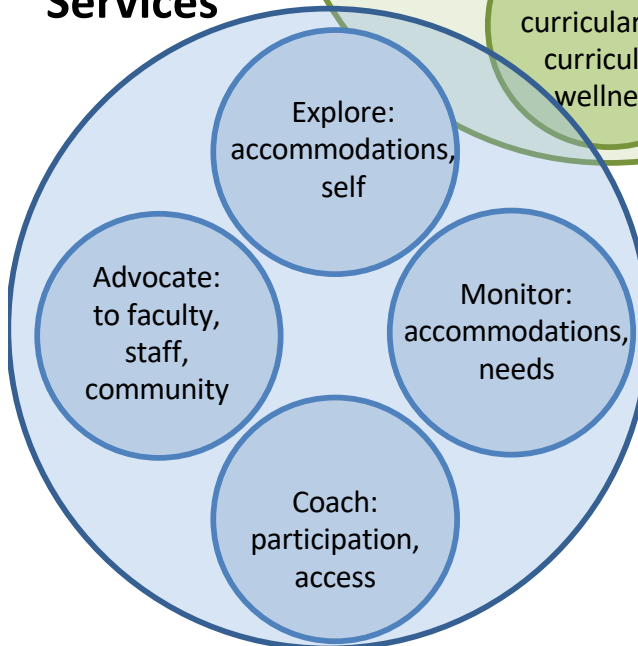 Services
curricular
curricul
wellne
Explore:
accommodations,
self
Advocate:
to faculty,
staff,
community
Monitor:
accommodations,
needs
Coach:
participation,
access